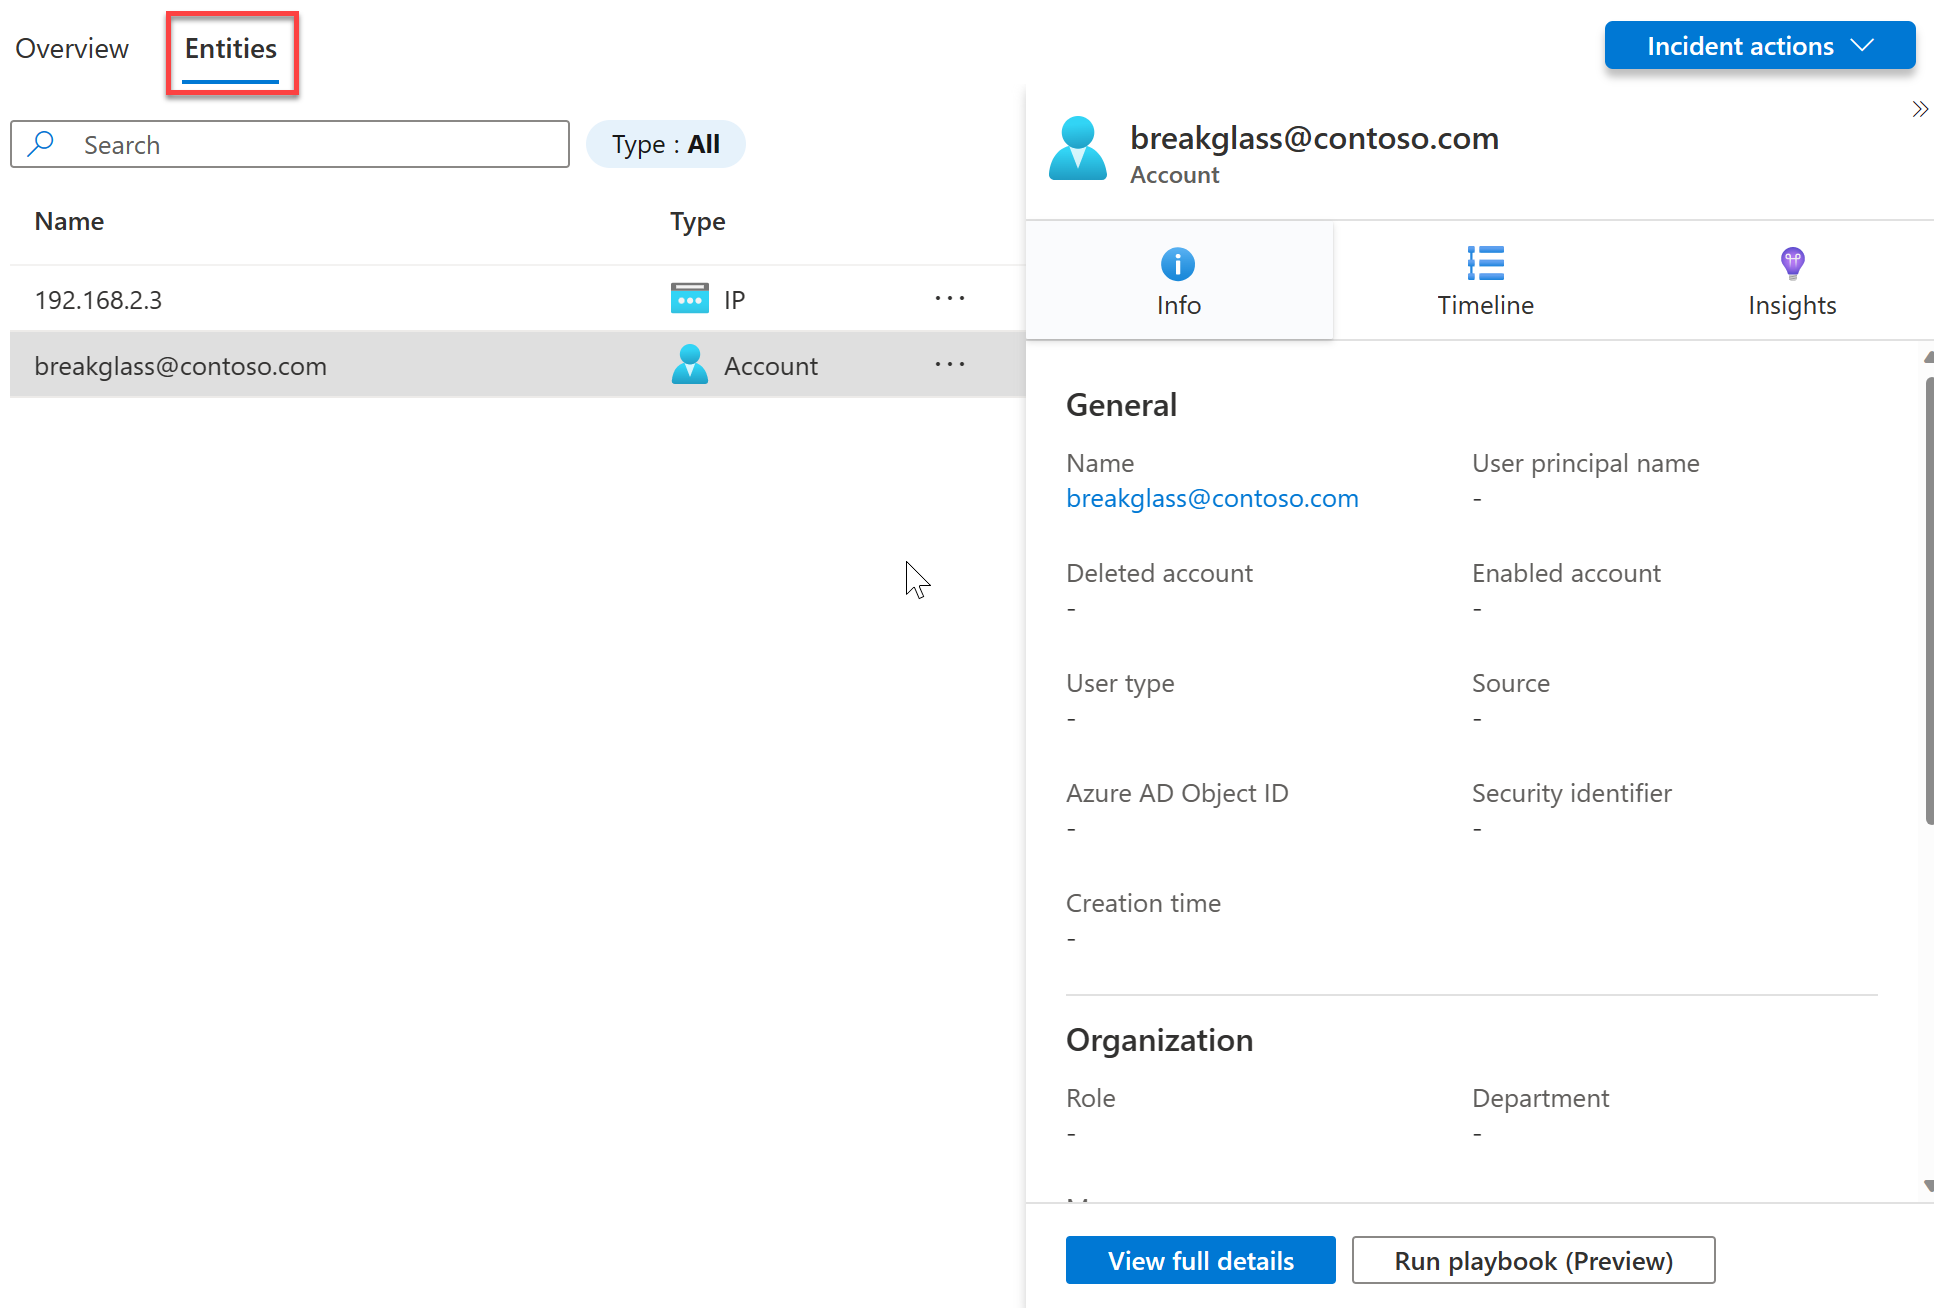 Overview
Entities
Incident actions
Search
Type : All
Name
Type
192.168.2.3
IP
...
breakglass@contoso.com
Account
...
breakglass@contoso.com
Account
Info
Timeline
Insights
General
Name
User principal name
breakglass@contoso.com
-
Deleted account
Enabled account
-
-
User type
Source
-
-
Azure AD Object ID
Security identifier
-
-
Creation time
-
Organization
Role
Department
-
-
View full details
Run playbook (Preview)